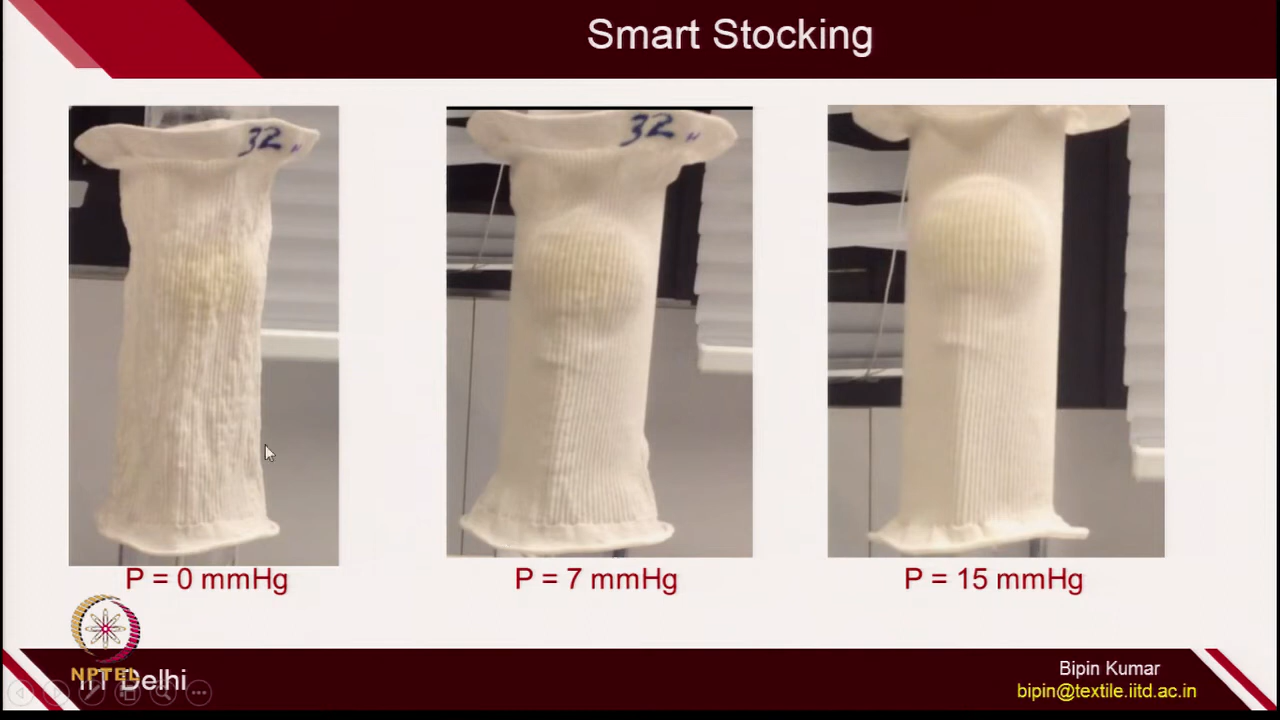 Smart Stocking
32
32
P = 0 mmHg
P = 7 mmHg
P = 15 mmHg
NPTEL
IIT Delhi
Bipin Kumar
bipin@textile.iitd.ac.in